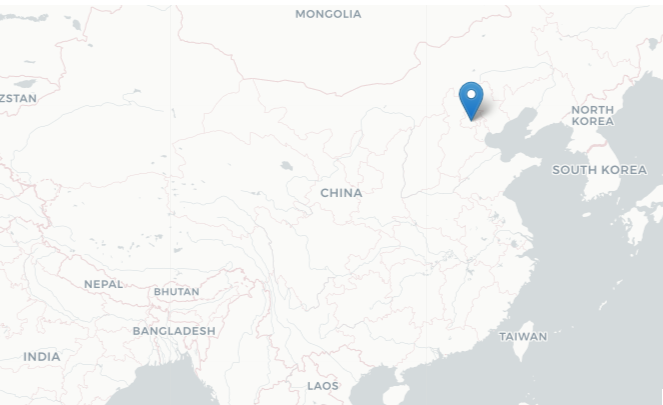 MONGOLIA
ZSTAN
NORTH
KOREA
SOUTH KOREA
CHINA
NEPAL
BHUTAN
BANGLADESH
TAIWAN
INDIA
LAOS